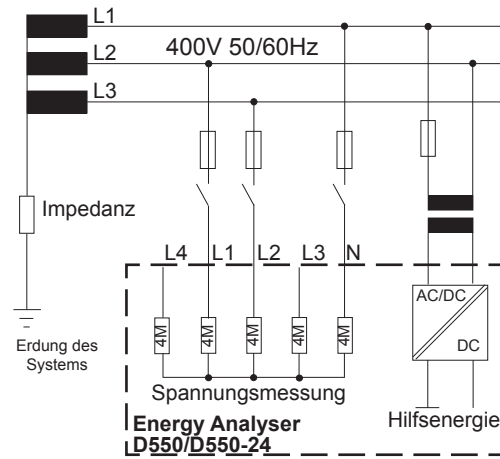 L1
L2
400V 50/60Hz
L3
Impedanz
Erdung des
Systems
L4 L1 L2 L3 N
4M 4M 4M 4M 4M
AC/DC
DC
Spannungsmessung
Hilfsenergie
Energy Analyser
D550/D550-24